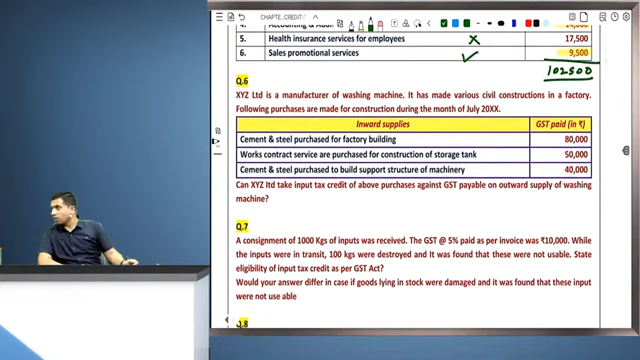 CHAPTE...CREDIT(
4. Accounting & Audi 14,000
5. Health insurance services for employees 17,500
6. Sales promotional services 9,500
102500
Q.6
XYZ Ltd is a manufacturer of washing machine. It has made various civil constructions in a factory.
Following purchases are made for construction during the month of July 20XX.
Inward supplies GST paid (in ₹)
Cement & steel purchased for factory building 80,000
Works contract service are purchased for construction of storage tank 50,000
Cement & steel purchased to build support structure of machinery 40,000
Can XYZ ltd take input tax credit of above purchases against GST payable on outward supply of washing
machine?
Q.7
A consignment of 1000 Kgs of inputs was received. The GST @ 5% paid as per invoice was ₹10,000. While
the inputs were in transit, 100 kgs were destroyed and It was found that these were not usable. State
eligibility of input tax credit as per GST Act?
Would your answer differ in case if goods lying in stock were damaged and it was found that these input
were not use able
Q.8